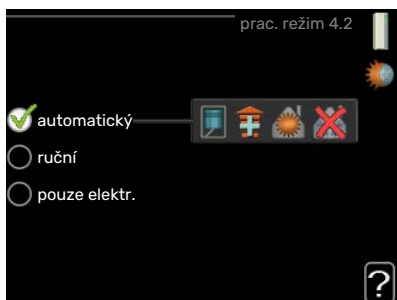 prac. režim 4.2
automatický
ruční
pouze elektr.
?